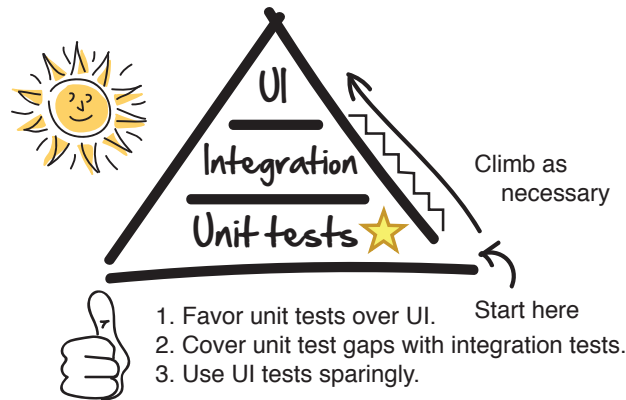 UI
Integration
Unit tests
Climb as
necessary
Start here
1. Favor unit tests over UI.
2. Cover unit test gaps with integration tests.
3. Use UI tests sparingly.